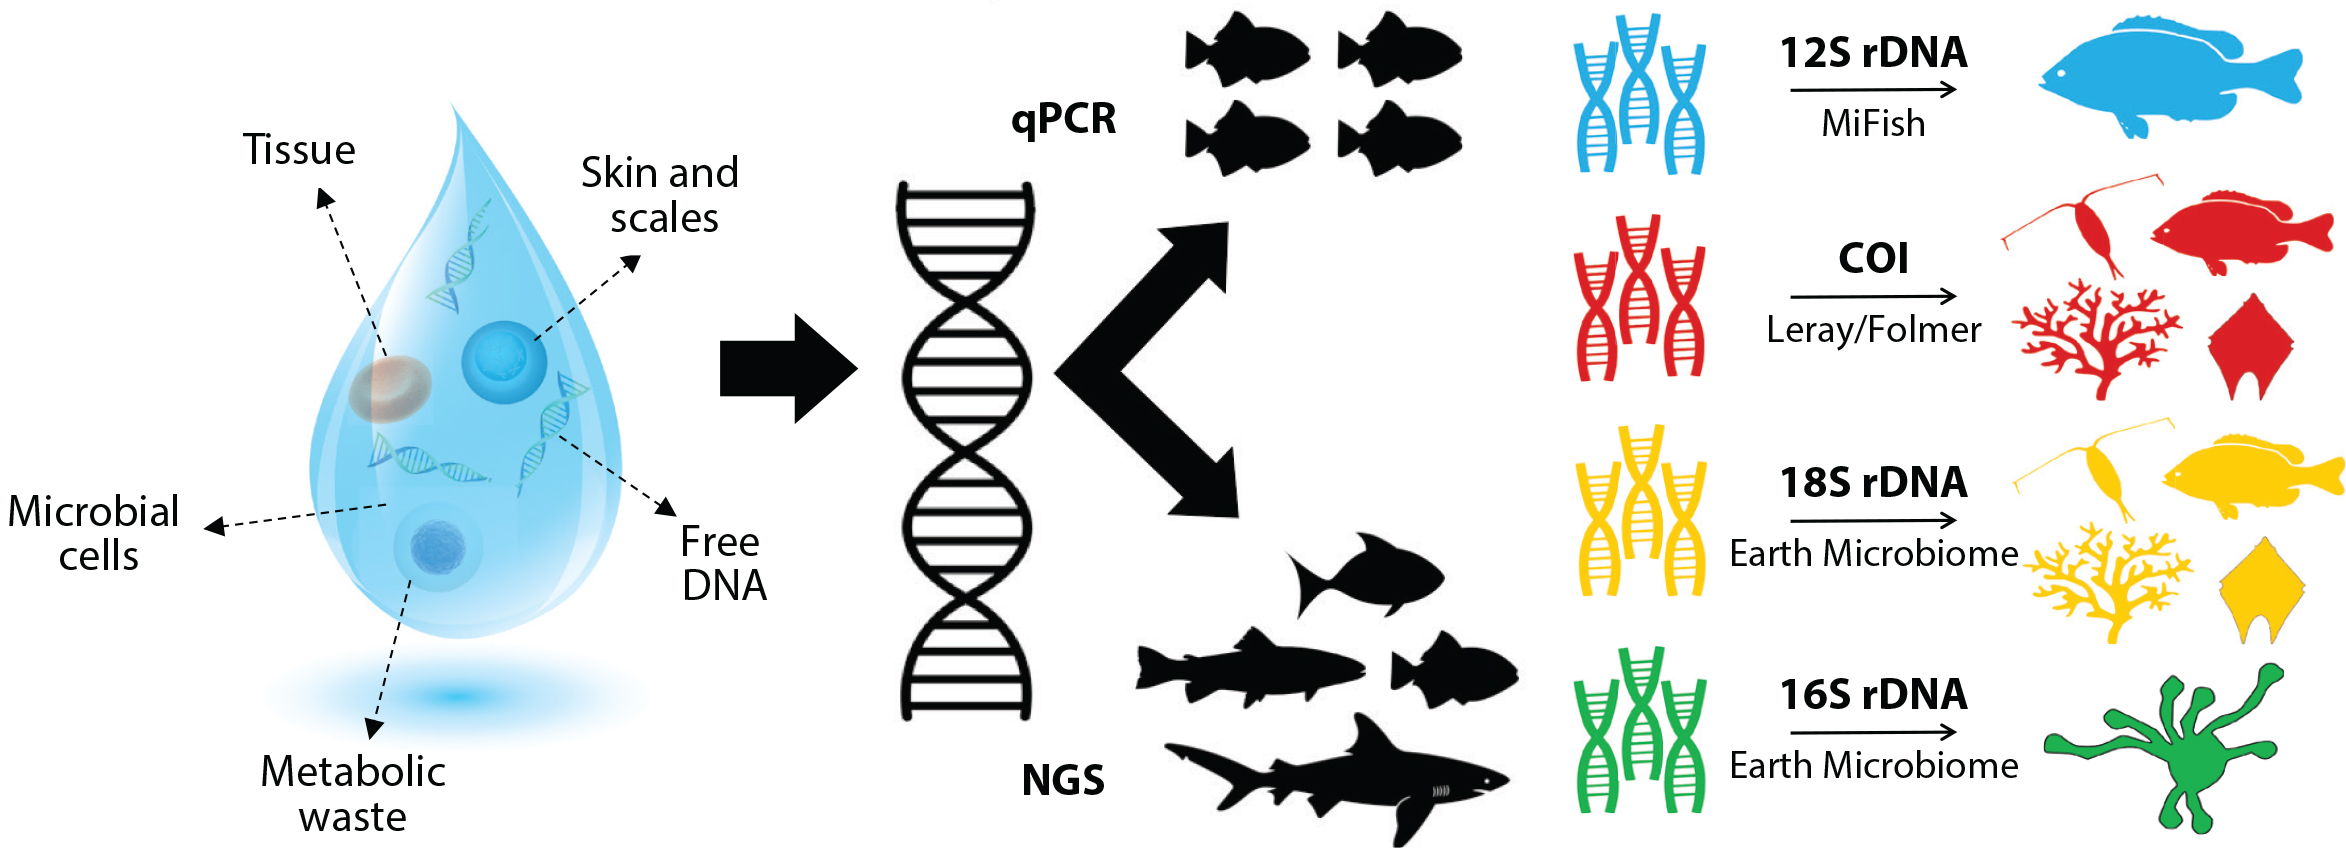 Tissue
Skin and
scales
Microbial
cells
Free
DNA
Metabolic
waste
qPCR
NGS
12S rDNA
MiFish
COI
Leray/Folmer
18S rDNA
Earth Microbiome
16S rDNA
Earth Microbiome